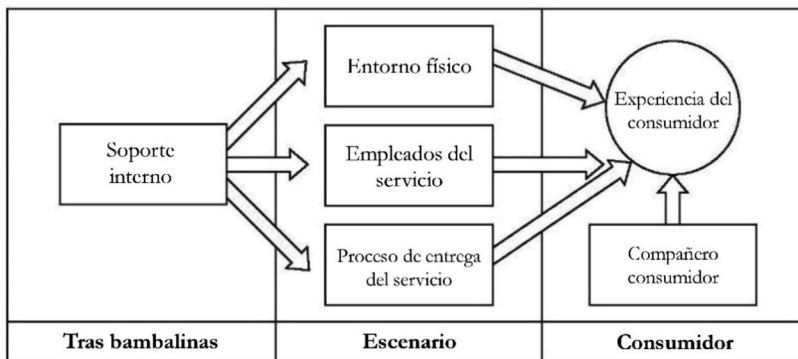 Entorno físico
Experiencia del
consumidor
Soporte
interno
Empleados del
servicio
Proceso de entrega
del servicio
Compañero
consumidor
Tras bambalinas
Escenario
Consumidor